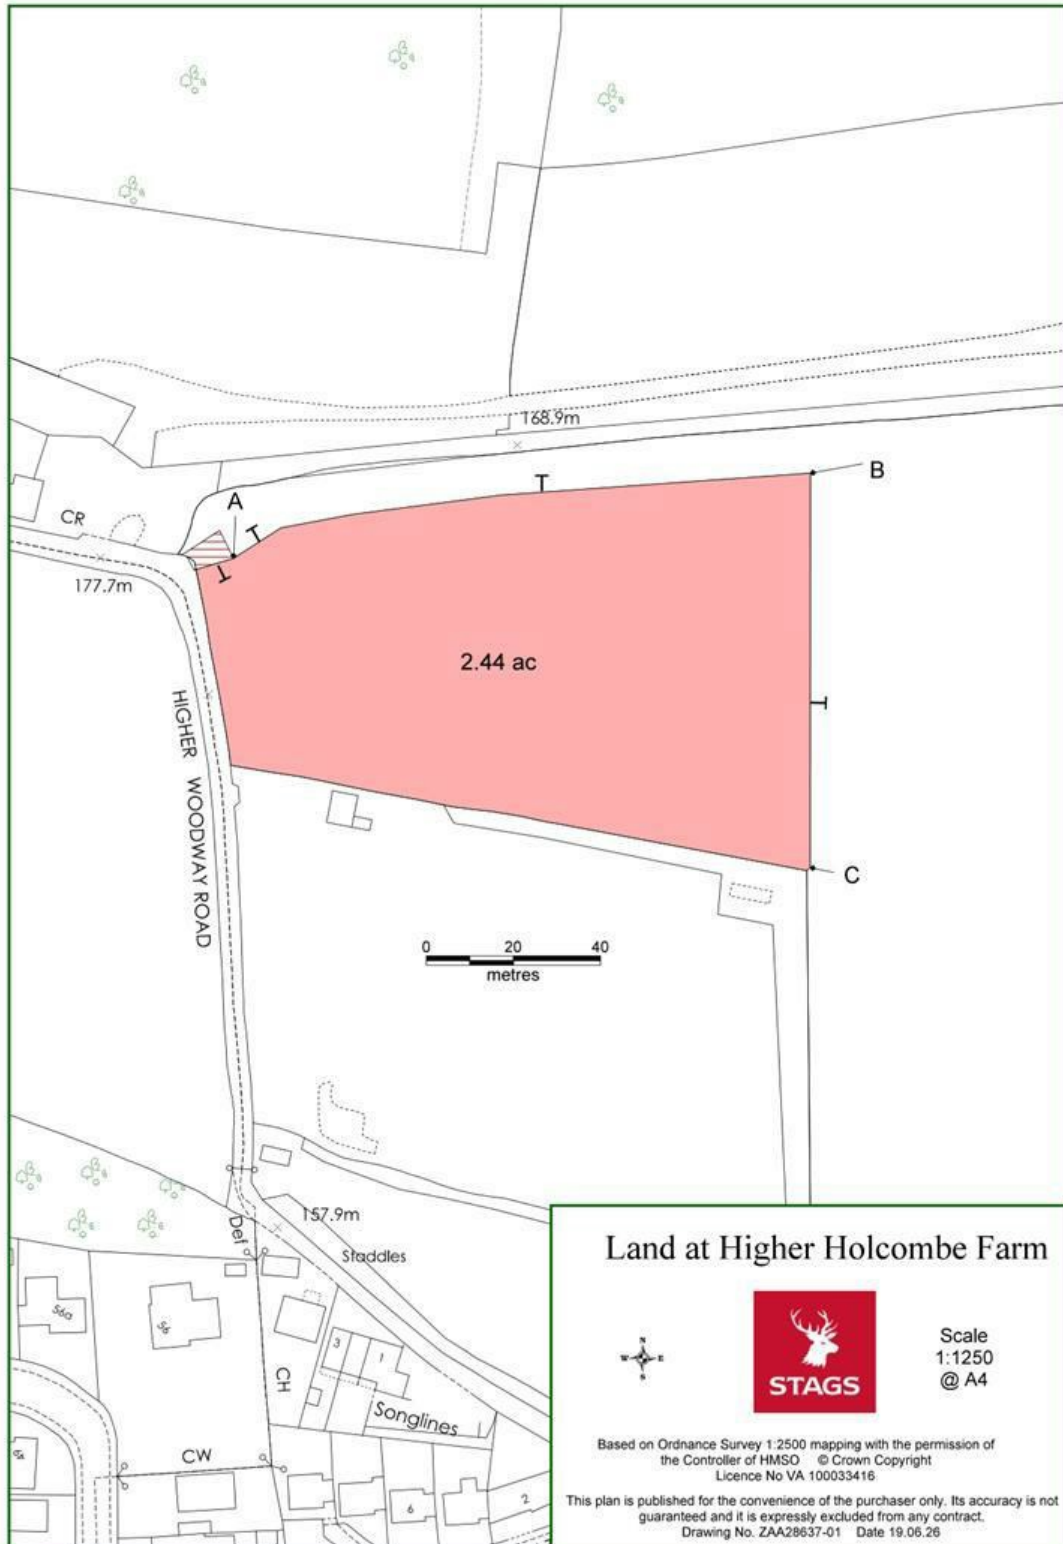 168.9m
B
T
A
T
CR
T
177.7m
2.44 ac
T
HIGHER WOODWAY ROAD
C
0 20 40
metres
157.9m
Def
Staddles
56a
56
3
1
CH
Songlines
CW
6
2
Land at Higher Holcombe Farm
N
W E
S
STAGS
Scale
1:1250
@ A4
Based on Ordnance Survey 1:2500 mapping with the permission of
the Controller of HMSO © Crown Copyright
Licence No VA 100033416
This plan is published for the convenience of the purchaser only. Its accuracy is not
guaranteed and it is expressly excluded from any contract.
Drawing No. ZAA28637-01 Date 19.06.26